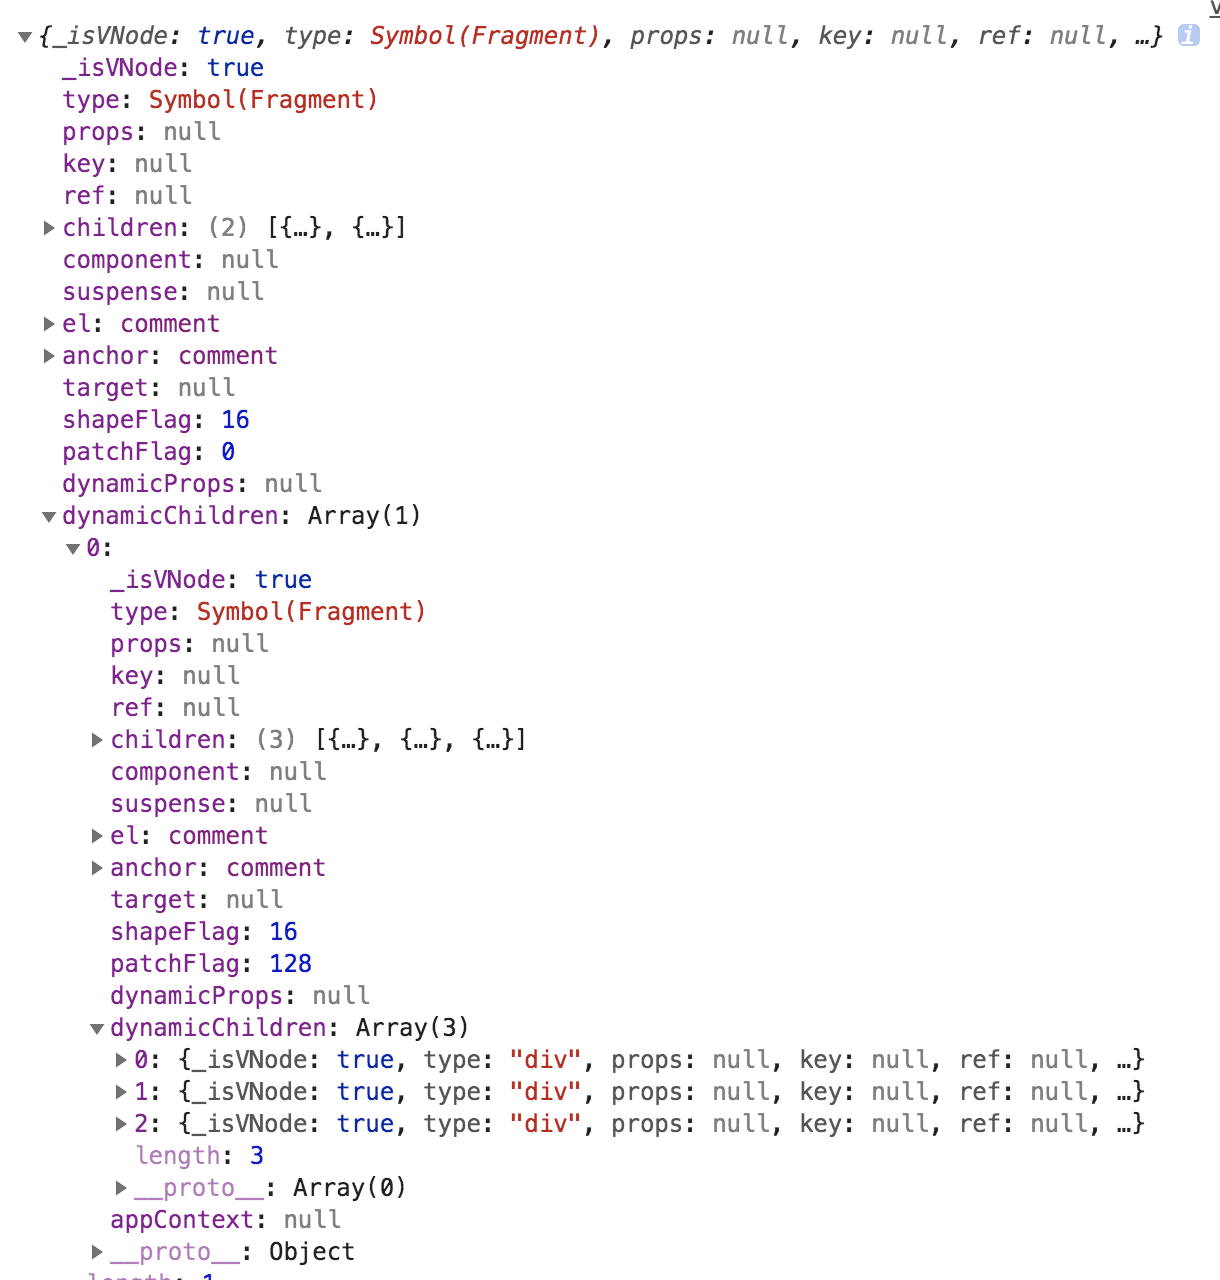 {_isVNode: true, type: Symbol(Fragment), props: null, key: null, ref: null, …} i
_isVNode: true
type: Symbol(Fragment)
props: null
key: null
ref: null
children: (2) [{…}, {…}]
component: null
suspense: null
el: comment
anchor: comment
target: null
shapeFlag: 16
patchFlag: 0
dynamicProps: null
dynamicChildren: Array(1)
0:
_isVNode: true
type: Symbol(Fragment)
props: null
key: null
ref: null
children: (3) [{…}, {…}, {…}]
component: null
suspense: null
el: comment
anchor: comment
target: null
shapeFlag: 16
patchFlag: 128
dynamicProps: null
dynamicChildren: Array(3)
0: {_isVNode: true, type: "div", props: null, key: null, ref: null, …}
1: {_isVNode: true, type: "div", props: null, key: null, ref: null, …}
2: {_isVNode: true, type: "div", props: null, key: null, ref: null, …}
length: 3
__proto__: Array(0)
appContext: null
__proto__: Object
length: 1